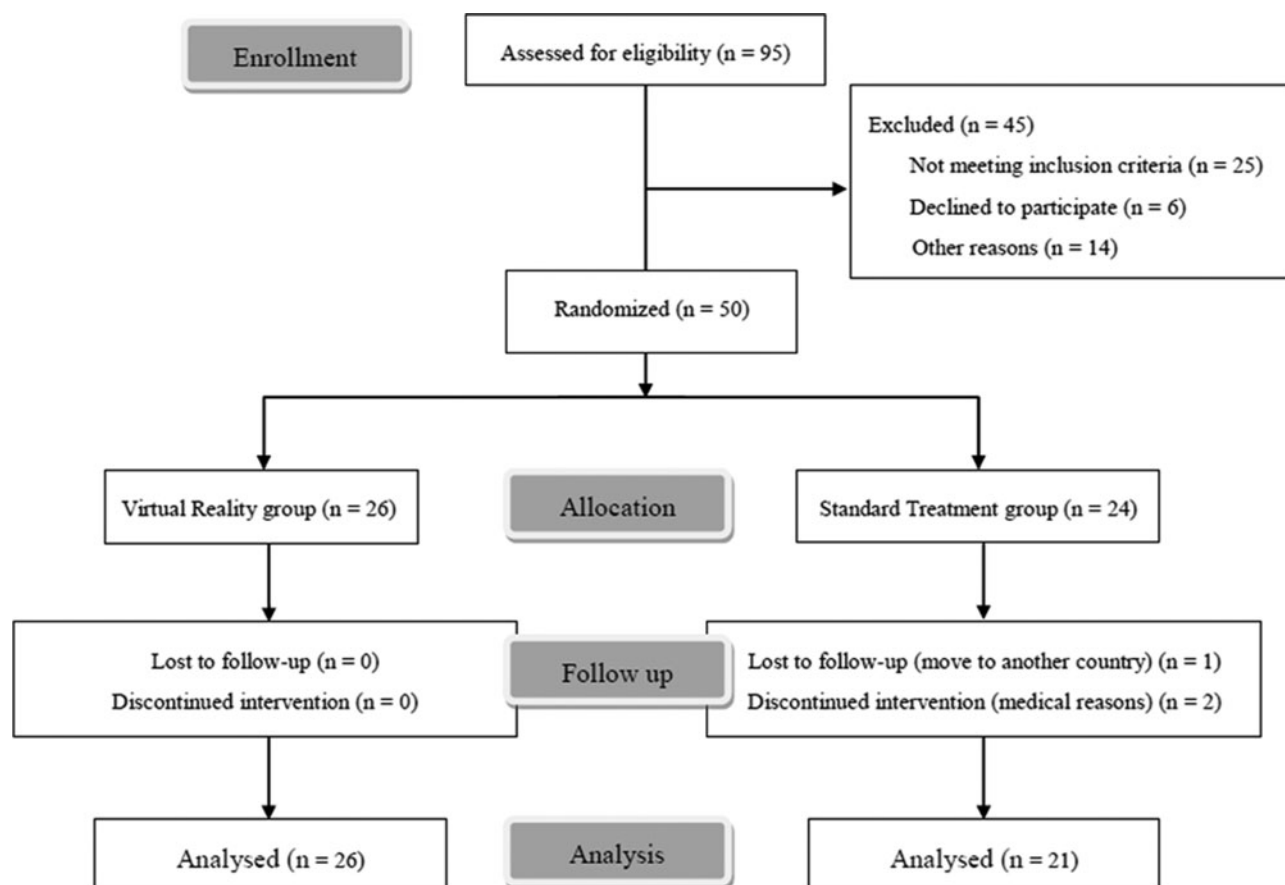 Enrollment
Assessed for eligibility (n = 95)
Excluded (n = 45)
Not meeting inclusion criteria (n = 25)
Declined to participate (n = 6)
Other reasons (n = 14)
Randomized (n = 50)
Virtual Reality group (n = 26)
Allocation
Standard Treatment group (n = 24)
Lost to follow-up (n = 0)
Discontinued intervention (n = 0)
Follow up
Lost to follow-up (move to another country) (n = 1)
Discontinued intervention (medical reasons) (n = 2)
Analysed (n = 26)
Analysis
Analysed (n = 21)